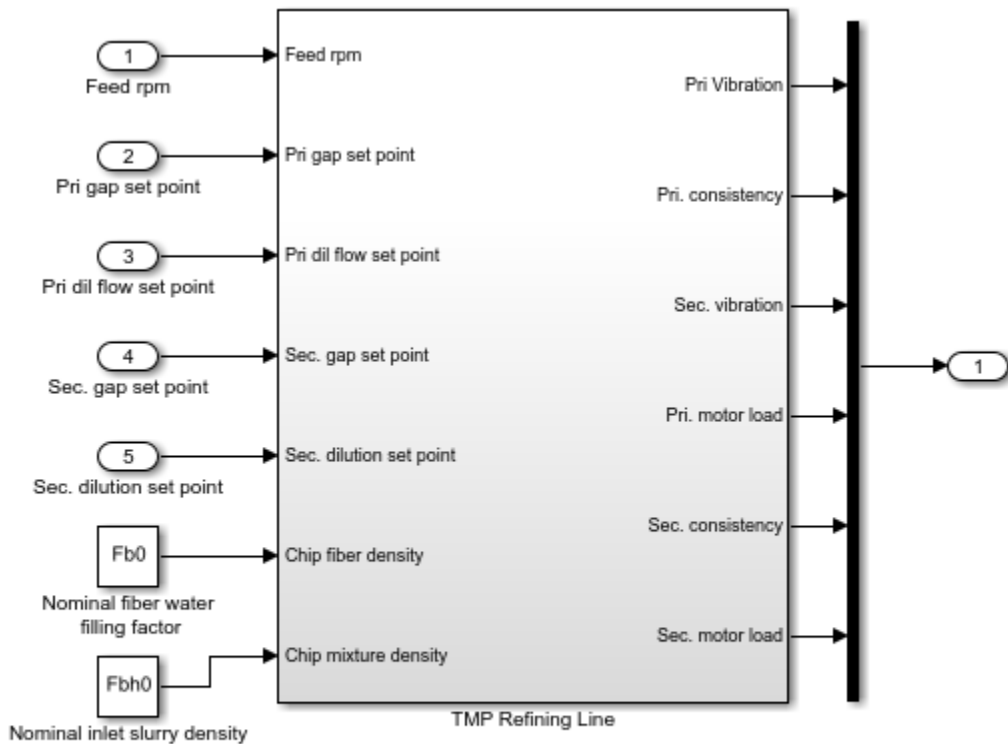 1
Feed rpm
2
Pri gap set point
3
Pri dil flow set point
4
Sec. gap set point
5
Sec. dilution set point
Fb0
Nominal fiber water
filling factor
Fbh0
Nominal inlet slurry density
Feed rpm
Pri gap set point
Pri dil flow set point
Sec. gap set point
Sec. dilution set point
Chip fiber density
Chip mixture density
Pri Vibration
Pri. consistency
Sec. vibration
Pri. motor load
Sec. consistency
Sec. motor load
TMP Refining Line
1